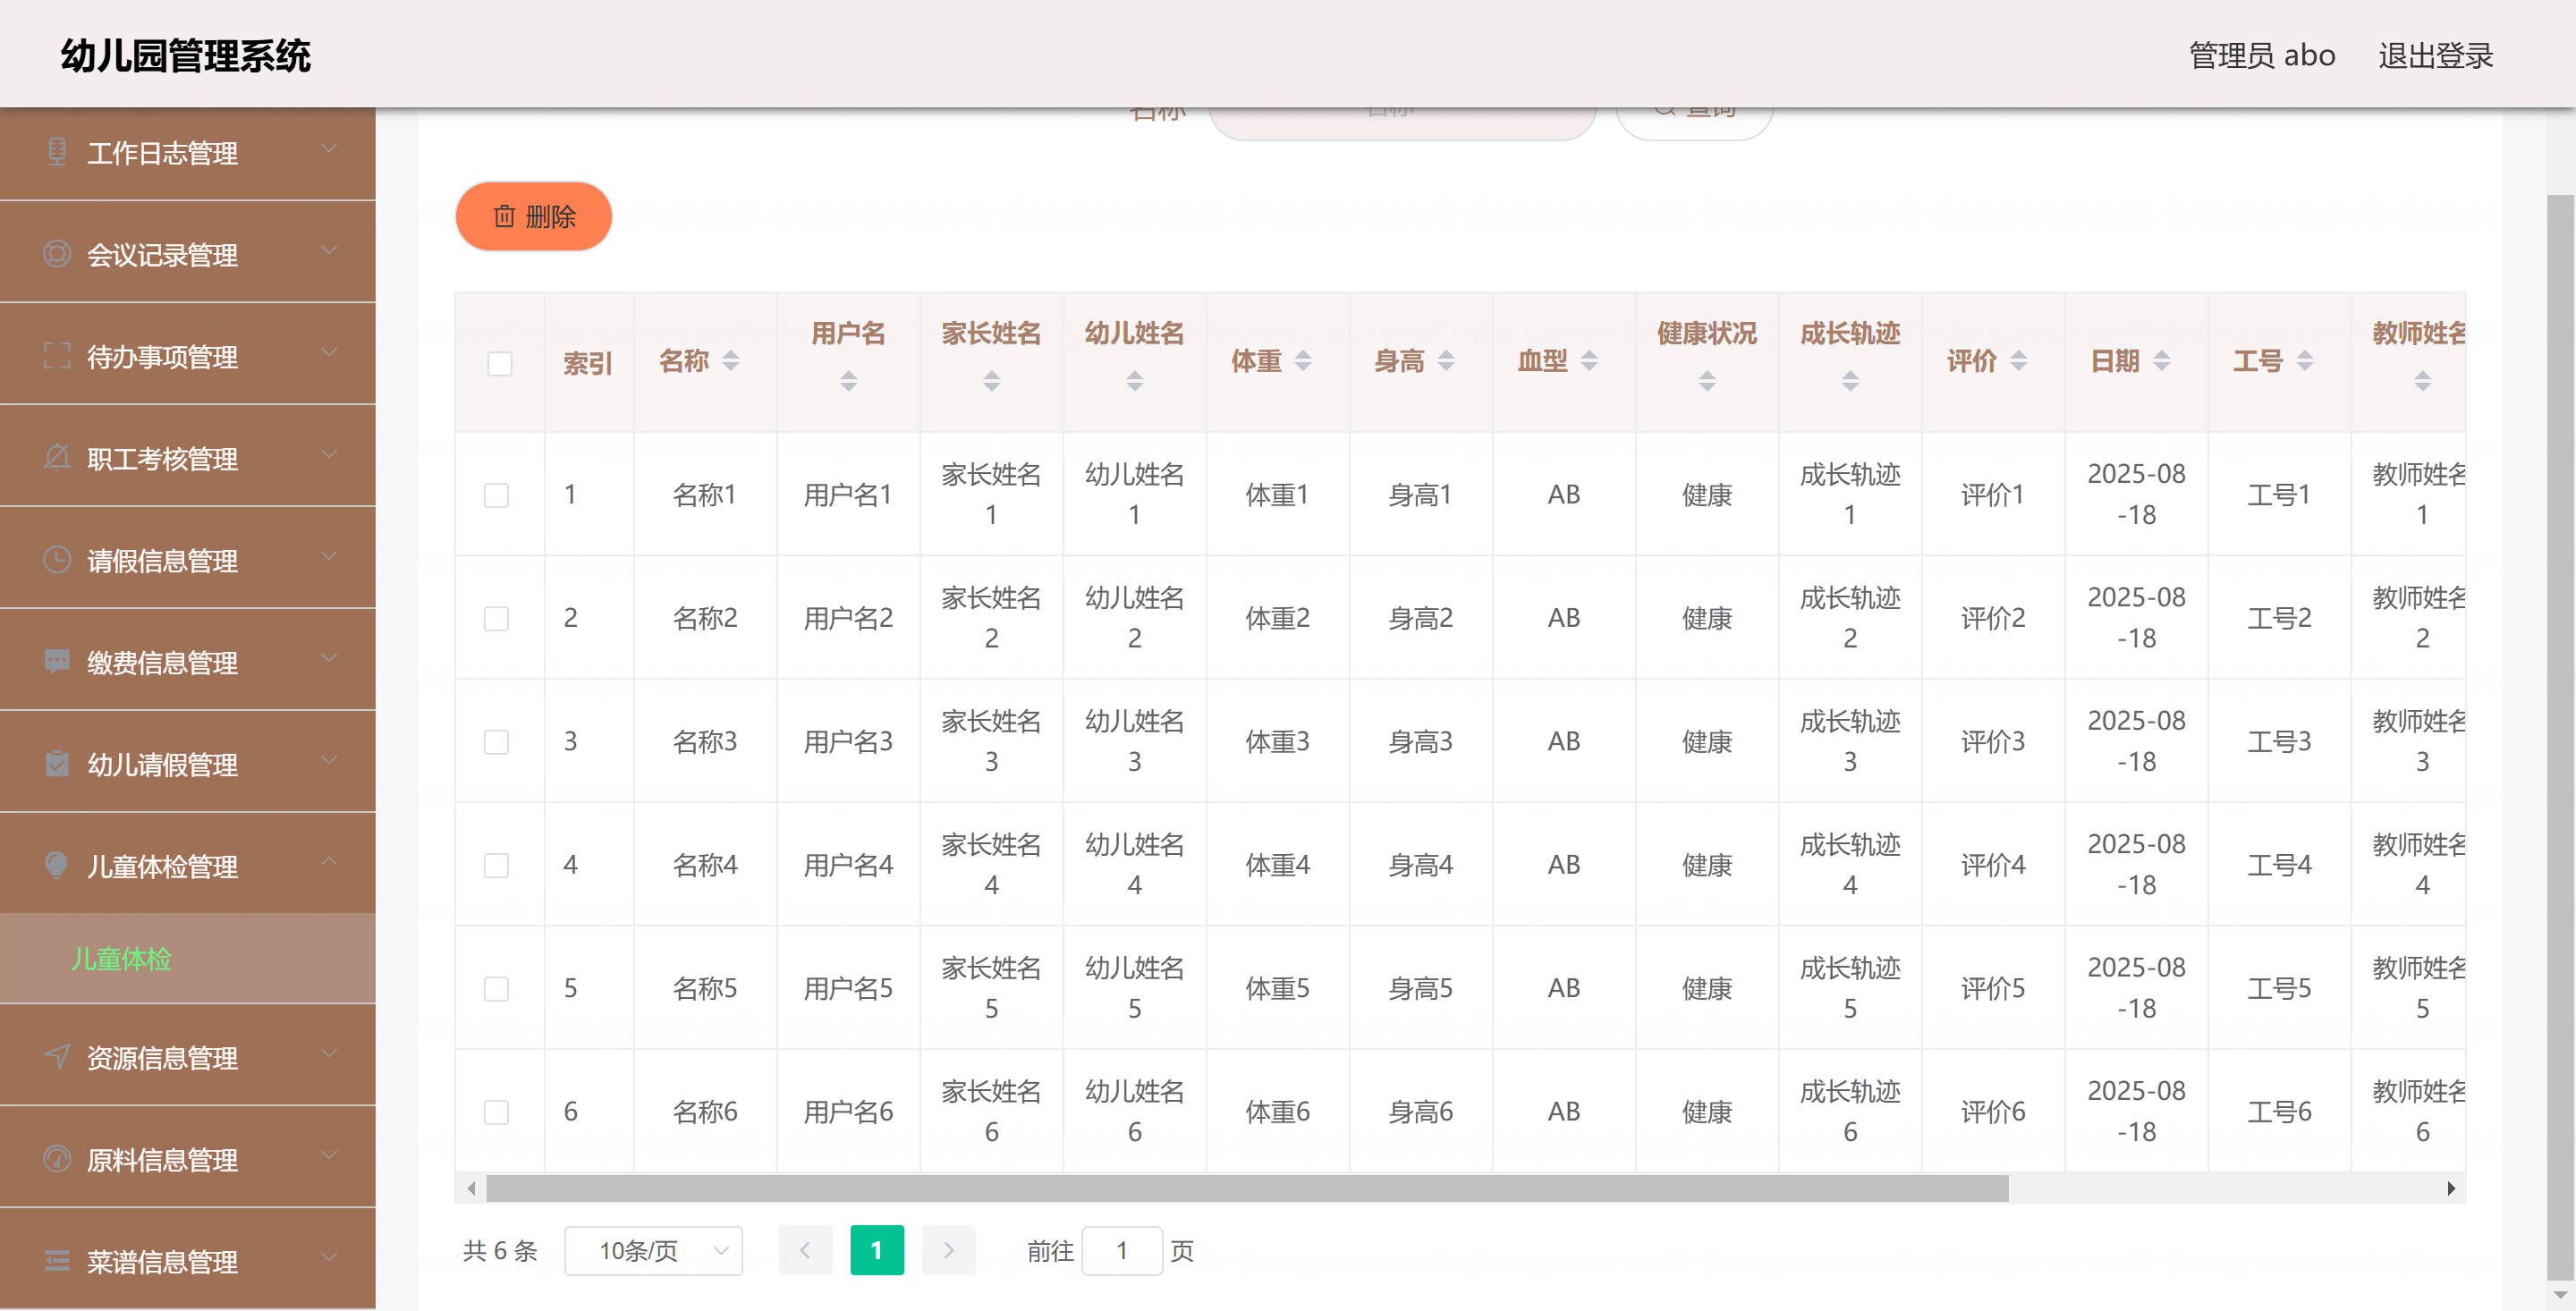 幼儿园管理系统
管理员 abo 退出登录
名称 名称 查询
工作日志管理
会议记录管理
待办事项管理
职工考核管理
请假信息管理
缴费信息管理
幼儿请假管理
儿童体检管理
儿童体检
资源信息管理
原料信息管理
菜谱信息管理
删除
索引 名称 用户名 家长姓名 幼儿姓名 体重 身高 血型 健康状况 成长轨迹 评价 日期 工号 教师姓名
1 名称1 用户名1 家长姓名1 幼儿姓名1 体重1 身高1 AB 健康 成长轨迹1 评价1 2025-08-18 工号1 教师姓名1
2 名称2 用户名2 家长姓名2 幼儿姓名2 体重2 身高2 AB 健康 成长轨迹2 评价2 2025-08-18 工号2 教师姓名2
3 名称3 用户名3 家长姓名3 幼儿姓名3 体重3 身高3 AB 健康 成长轨迹3 评价3 2025-08-18 工号3 教师姓名3
4 名称4 用户名4 家长姓名4 幼儿姓名4 体重4 身高4 AB 健康 成长轨迹4 评价4 2025-08-18 工号4 教师姓名4
5 名称5 用户名5 家长姓名5 幼儿姓名5 体重5 身高5 AB 健康 成长轨迹5 评价5 2025-08-18 工号5 教师姓名5
6 名称6 用户名6 家长姓名6 幼儿姓名6 体重6 身高6 AB 健康 成长轨迹6 评价6 2025-08-18 工号6 教师姓名6
共 6 条 10条/页 1 前往 1 页